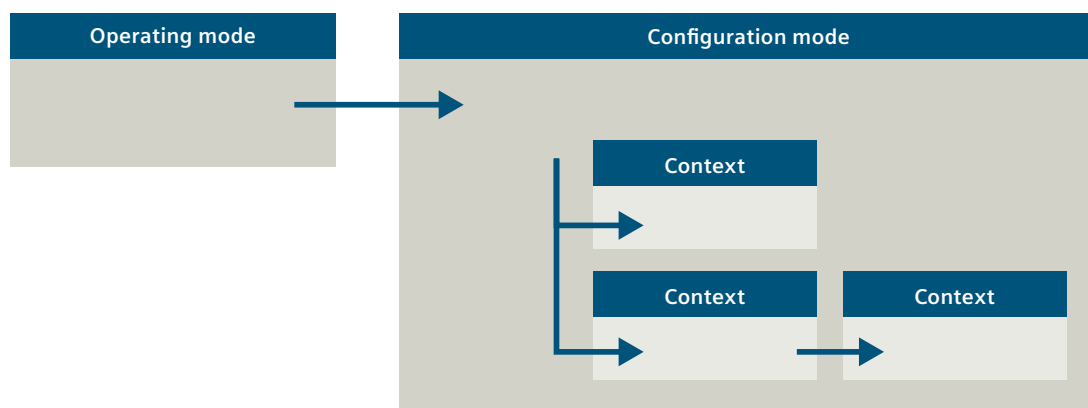 Operating mode
Configuration mode
Context
Context
Context